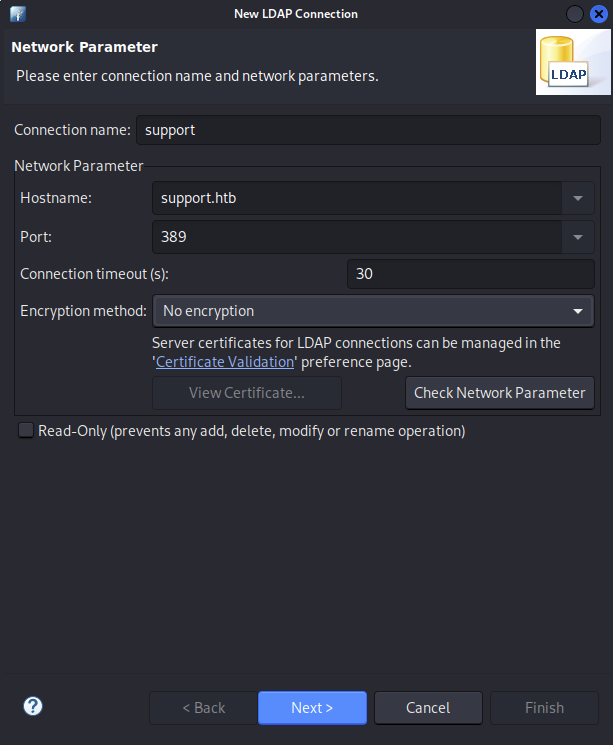 New LDAP Connection
Network Parameter
Please enter connection name and network parameters.
LDAP
Connection name: support
Network Parameter
Hostname: support.htb
Port: 389
Connection timeout (s): 30
Encryption method: No encryption
Server certificates for LDAP connections can be managed in the
'Certificate Validation' preference page.
View Certificate... Check Network Parameter
Read-Only (prevents any add, delete, modify or rename operation)
? < Back Next > Cancel Finish